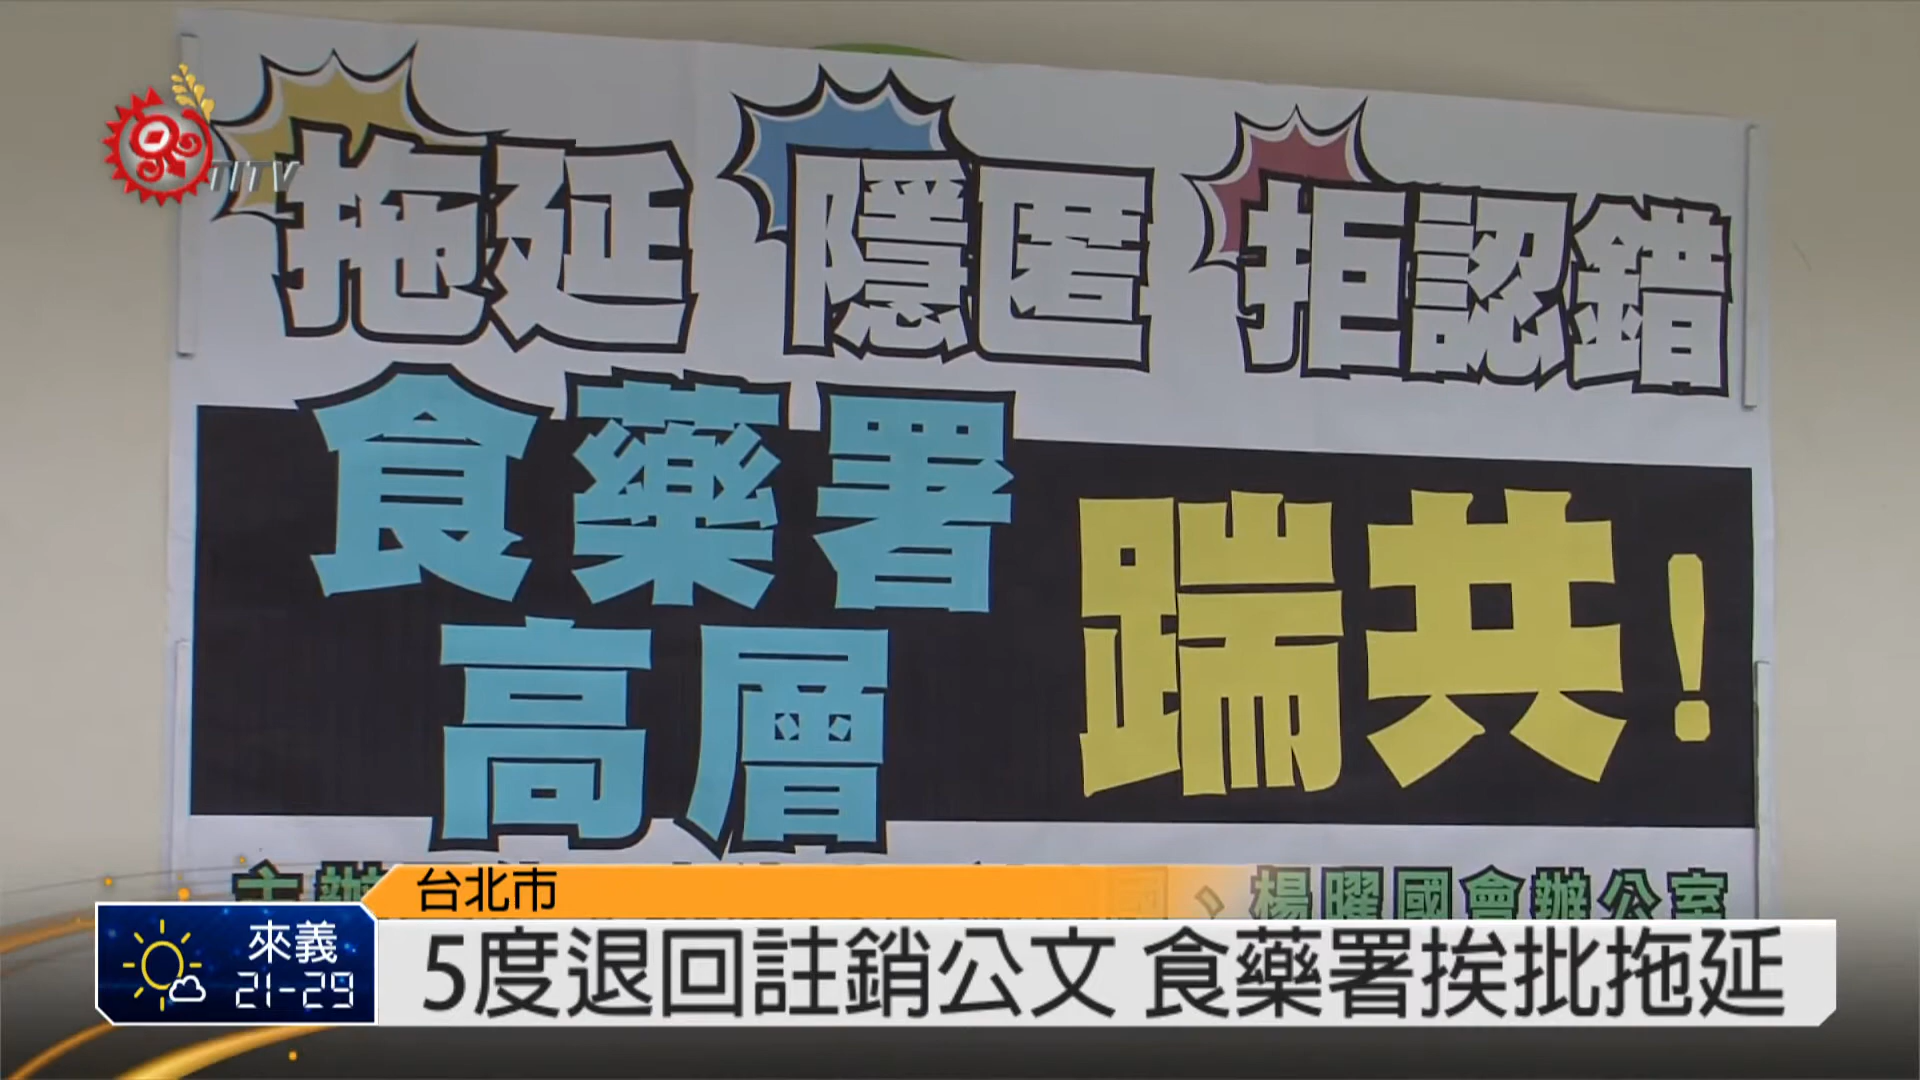 TITV
拖延 隱匿 拒認錯
食藥署
高層
踹共!
主辦
、楊曜國會辦公室
台北市
來義
21-29
5度退回註銷公文 食藥署挨批拖延